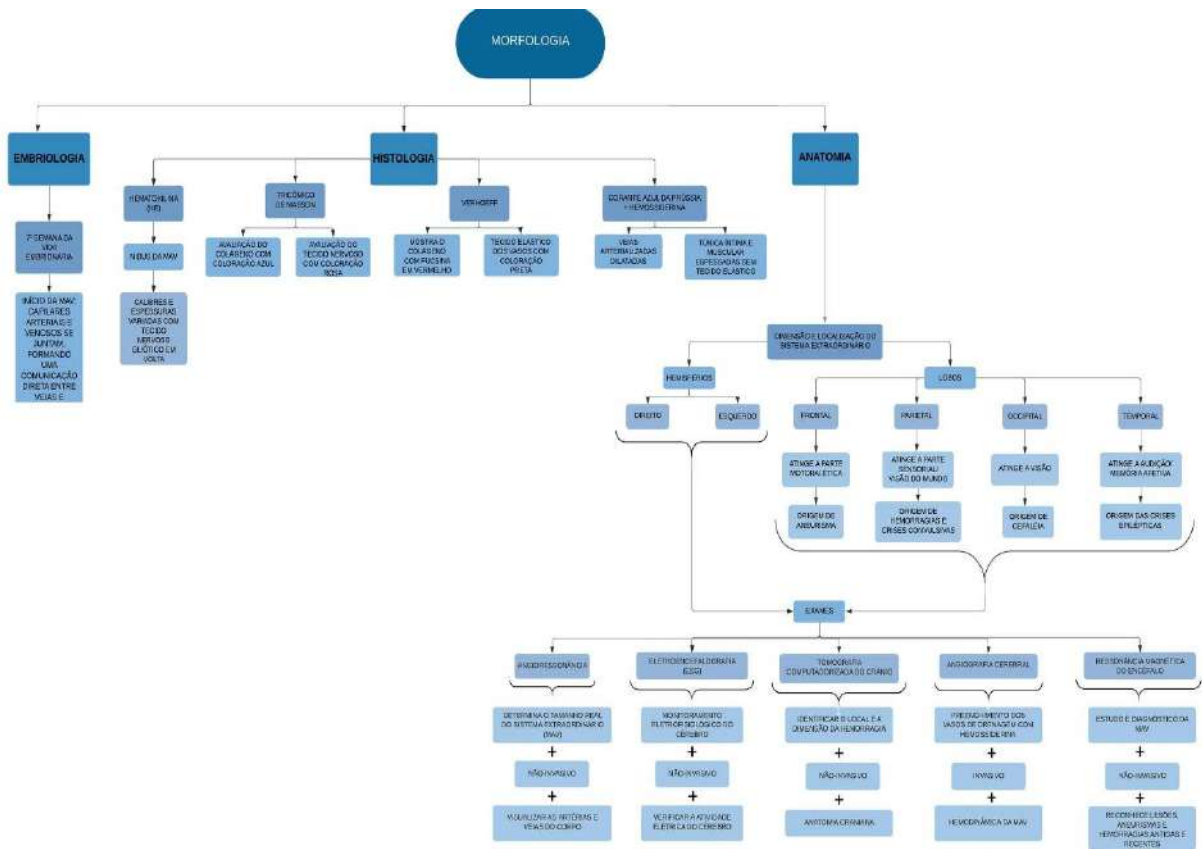 MORFOLOGIA
EMBRIOLOGIA
HISTOLOGIA
ANATOMIA
HEMATOXILINA
(HE)
TRICÔMICO
DE MASSON
VERHOEFF
CORANTE AZUL DA PRÚSSIA
+ HEMOSSIDERINA
7ª SEMANA DA
VIDA
EMBRIONÁRIA
NIDUS DA MAV
AVALIAÇÃO DO
COLÁGENO COM
COLORAÇÃO AZUL
AVALIAÇÃO DO
TECIDO NERVOSO
COM COLORAÇÃO
ROSA
MOSTRA O
COLÁGENO
COM FUCSINA
EM VERMELHO
TECIDO ELÁSTICO
DOS VASOS COM
COLORAÇÃO
PRETA
VEIAS
ARTERIALIZADAS
DILATADAS
TÚNICA ÍNTIMA E
MUSCULAR
ESPESSADAS SEM
TECIDO ELÁSTICO
INÍCIO DA MAV:
CAPILARES
ARTERIAIS E
VENOSOS SE
JUNTAM,
FORMANDO
UMA
COMUNICAÇÃO
DIRETA ENTRE
VEIAS E
CALIBRES E
ESPESSURAS
VARIADAS COM
TECIDO
NERVOSO
GLIÓTICO EM
VOLTA
DIMENSÃO E LOCALIZAÇÃO DO
SISTEMA EXTRAORDINÁRIO
HEMISFÉRIOS
LOBOS
DIREITO
ESQUERDO
FRONTAL
PARIETAL
OCCIPITAL
TEMPORAL
ATINGE A PARTE
MOTORA/ÉTICA
ATINGE A PARTE
SENSORIAL/
VISÃO DO MUNDO
ATINGE A VISÃO
ATINGE A AUDIÇÃO/
MEMÓRIA AFETIVA
ORIGEM DE
ANEURISMA
ORIGEM DE
HEMORRAGIAS E
CRISES CONVULSIVAS
ORIGEM DE
CEFALÉIA
ORIGEM DAS CRISES
EPILÉPTICAS
EXAMES
ANGIORESSONÂNCIA
ELETROENCEFALOGRAFIA
(EEG)
TOMOGRAFIA
COMPUTADORIZADA DO CRÂNIO
ANGIOGRAFIA CEREBRAL
RESSONÂNCIA MAGNÉTICA
DO ENCÉFALO
DETERMINA O TAMANHO REAL
DO SISTEMA EXTRAORDINÁRIO
(MAV)
MONITORAMENTO
ELETROFISIOLÓGICO DO
CÉREBRO
IDENTIFICAR O LOCAL E A
DIMENSÃO DA HEMORRAGIA
PREENCHIMENTO DOS
VASOS DE DRENAGEM COM
HEMOSSIDERINA
ESTUDO E DIAGNÓSTICO DA
MAV
+ + + + +
NÃO-INVASIVO
NÃO-INVASIVO
NÃO-INVASIVO
INVASIVO
NÃO-INVASIVO
+ + + + +
VISUALIZAR AS ARTÉRIAS E
VEIAS DO CORPO
VERIFICAR A ATIVIDADE
ELÉTRICA DO CÉREBRO
ANATOMIA CRANIANA
HEMODINÂMICA DA MAV
RECONHECE LESÕES,
ANEURISMAS E
HEMORRAGIAS ANTIGAS E
RECENTES